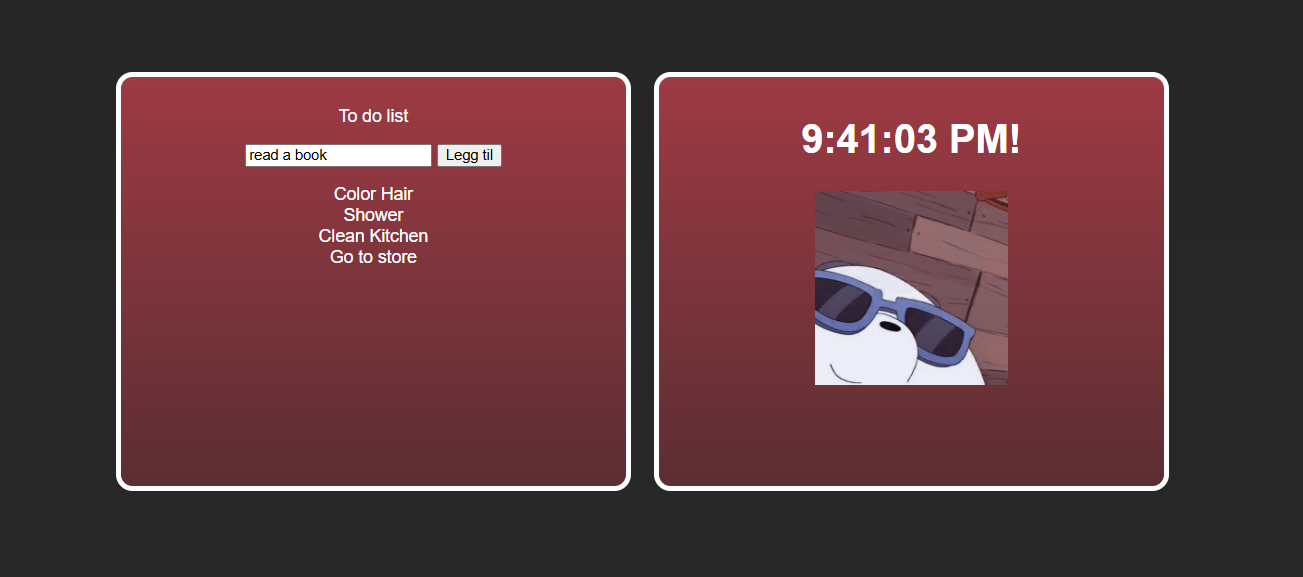 To do list
read a book Legg til
Color Hair
Shower
Clean Kitchen
Go to store
9:41:03 PM!